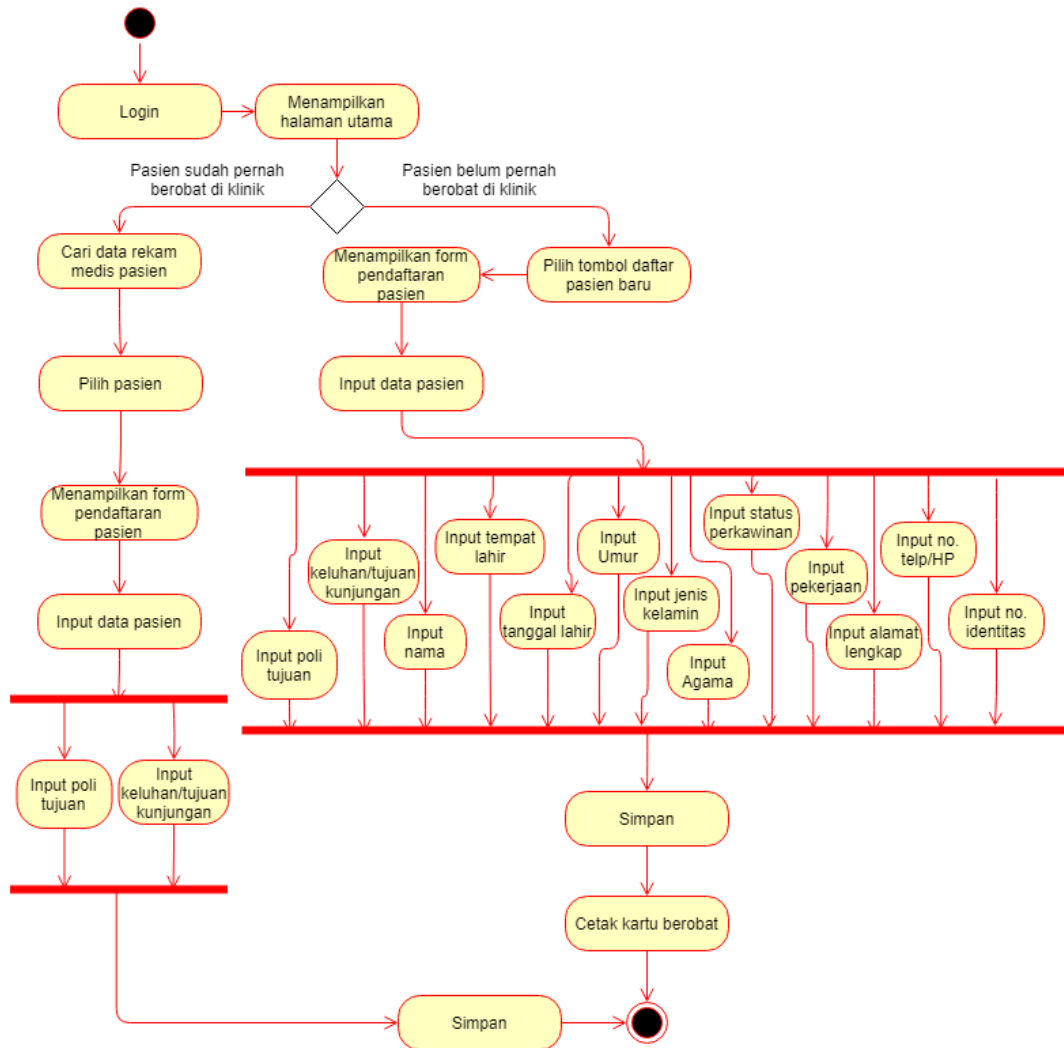 Login
Menampilkan
halaman utama
Pasien sudah pernah
berobat di klinik
Pasien belum pernah
berobat di klinik
Cari data rekam
medis pasien
Menampilkan form
pendaftaran
pasien
Pilih tombol daftar
pasien baru
Pilih pasien
Input data pasien
Menampilkan form
pendaftaran
pasien
Input data pasien
Input poli
tujuan
Input
keluhan/tujuan
kunjungan
Input
nama
Input tempat
lahir
Input
tanggal lahir
Input
Umur
Input jenis
kelamin
Input
Agama
Input status
perkawinan
Input
pekerjaan
Input alamat
lengkap
Input no.
telp/HP
Input no.
identitas
Input poli
tujuan
Input
keluhan/tujuan
kunjungan
Simpan
Cetak kartu berobat
Simpan